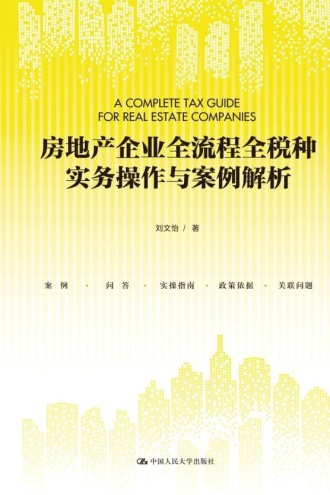 A COMPLETE TAX GUIDE
FOR REAL ESTATE COMPANIES
房地产企业全流程全税种
实务操作与案例解析
刘文怡 / 著
案 例 · 问 答 · 实操指南 · 政策依据 · 关联问题
中国人民大学出版社